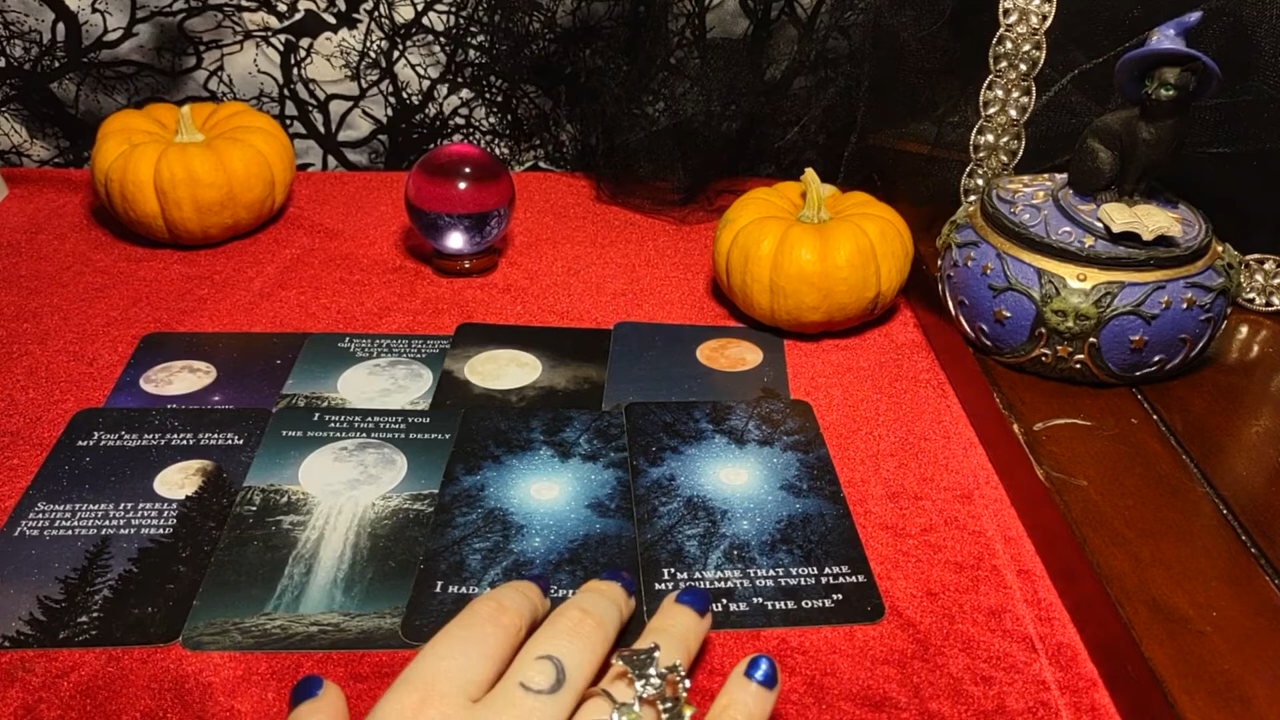 I WAS AFRAID OF HOW
QUICKLY I WAS FALLING
IN LOVE WITH YOU
SO I RAN AWAY
YOU'RE MY SAFE SPACE,
MY FREQUENT DAY DREAM
SOMETIMES IT FEELS
EASIER JUST TO LIVE IN
THIS IMAGINARY WORLD
I'VE CREATED IN MY HEAD
I THINK ABOUT YOU
ALL THE TIME
THE NOSTALGIA HURTS DEEPLY
I HAD
I'M AWARE THAT YOU ARE
MY SOULMATE OR TWIN FLAME
"THE ONE"